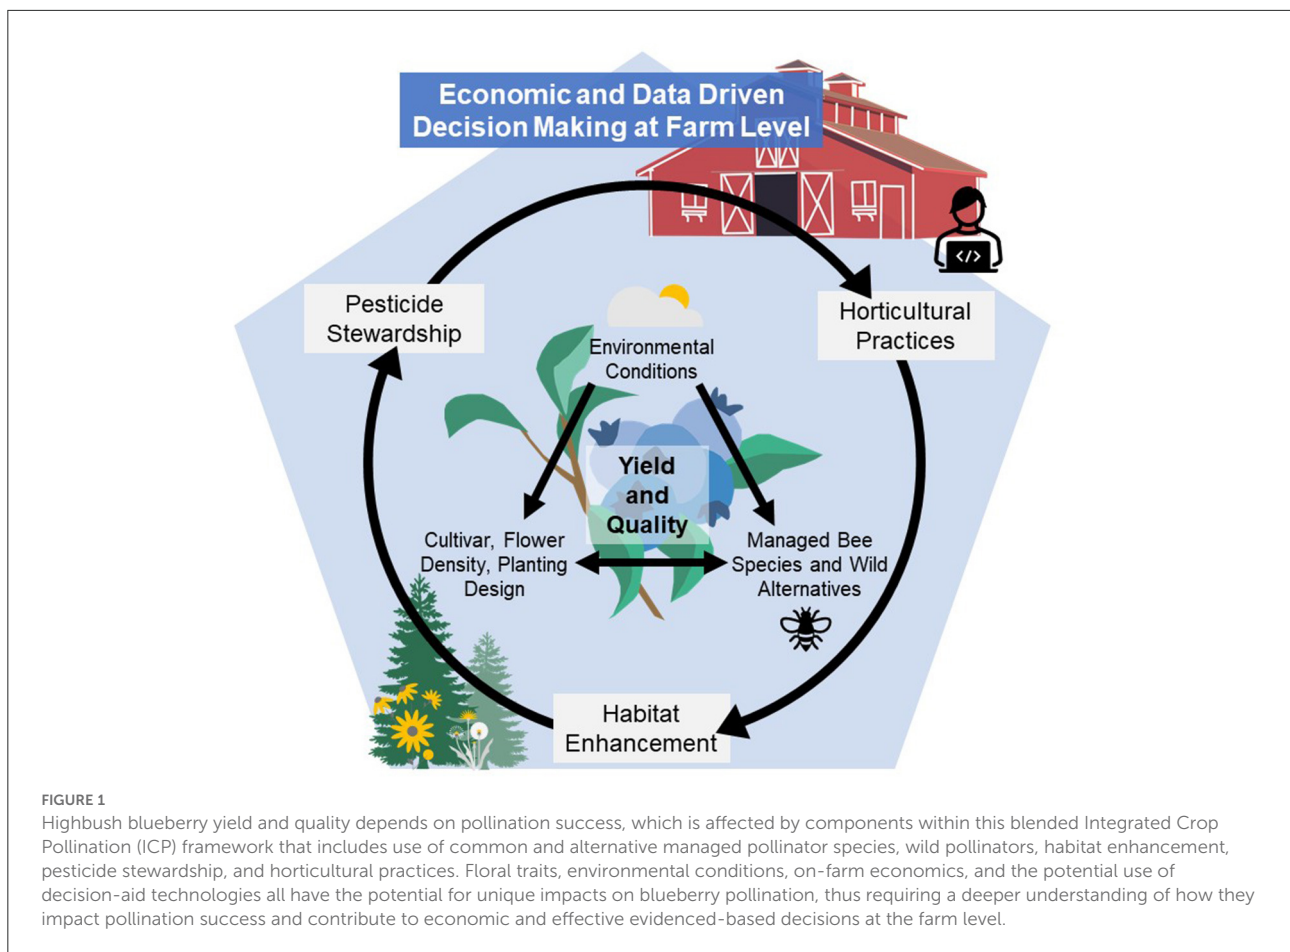 Economic and Data Driven
Decision Making at Farm Level
</>
Pesticide
Stewardship
Horticultural
Practices
Environmental
Conditions
Yield
and
Quality
Cultivar, Flower
Density, Planting
Design
Managed Bee
Species and Wild
Alternatives
Habitat
Enhancement
FIGURE 1
Highbush blueberry yield and quality depends on pollination success, which is affected by components within this blended Integrated Crop
Pollination (ICP) framework that includes use of common and alternative managed pollinator species, wild pollinators, habitat enhancement,
pesticide stewardship, and horticultural practices. Floral traits, environmental conditions, on-farm economics, and the potential use of
decision-aid technologies all have the potential for unique impacts on blueberry pollination, thus requiring a deeper understanding of how they
impact pollination success and contribute to economic and effective evidenced-based decisions at the farm level.